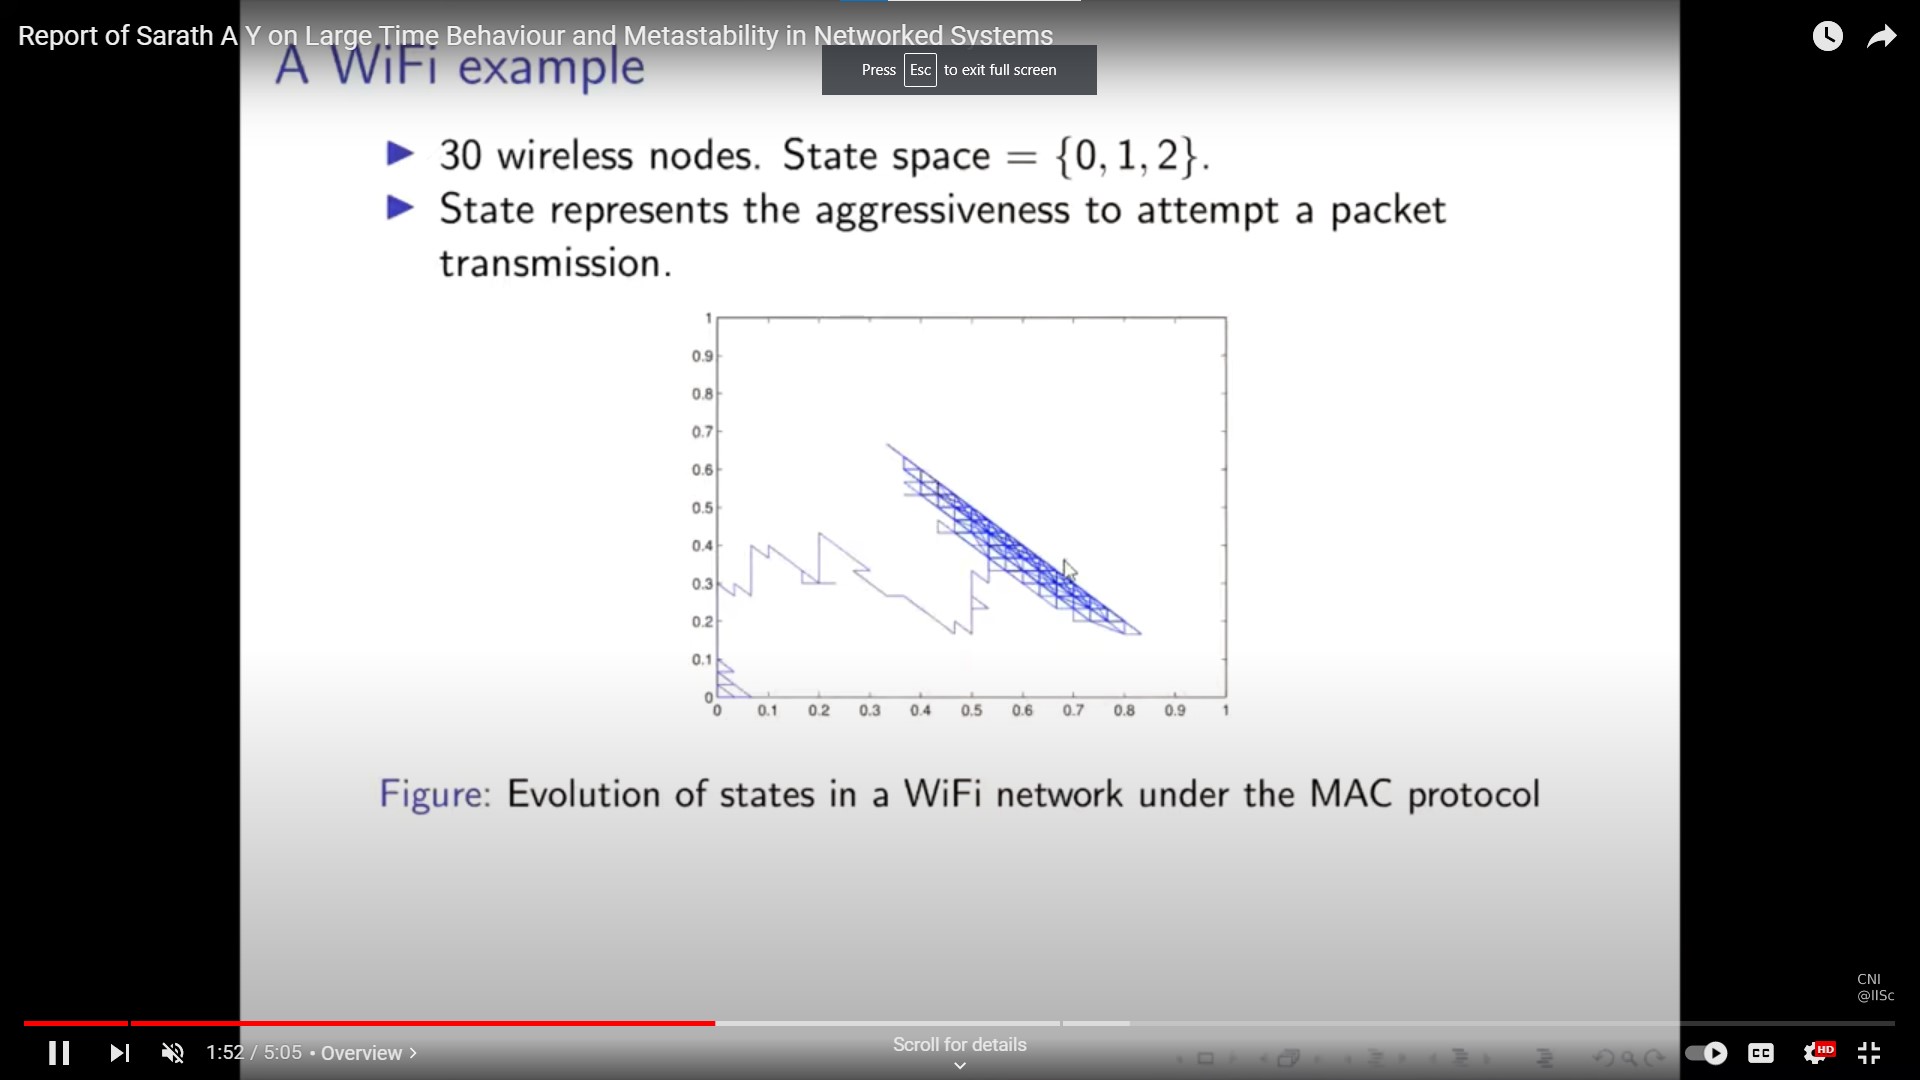 Report of Sarath A Y on Large Time Behaviour and Metastability in Networked Systems
A WiFi example
Press Esc to exit full screen
30 wireless nodes. State space = {0, 1, 2}.
State represents the aggressiveness to attempt a packet
transmission.
1
0.9
0.8
0.7
0.6
0.5
0.4
0.3
0.2
0.1
0
0 0.1 0.2 0.3 0.4 0.5 0.6 0.7 0.8 0.9 1
Figure: Evolution of states in a WiFi network under the MAC protocol
CNI
@IISc
1:52 / 5:05 • Overview
Scroll for details
CC
HD